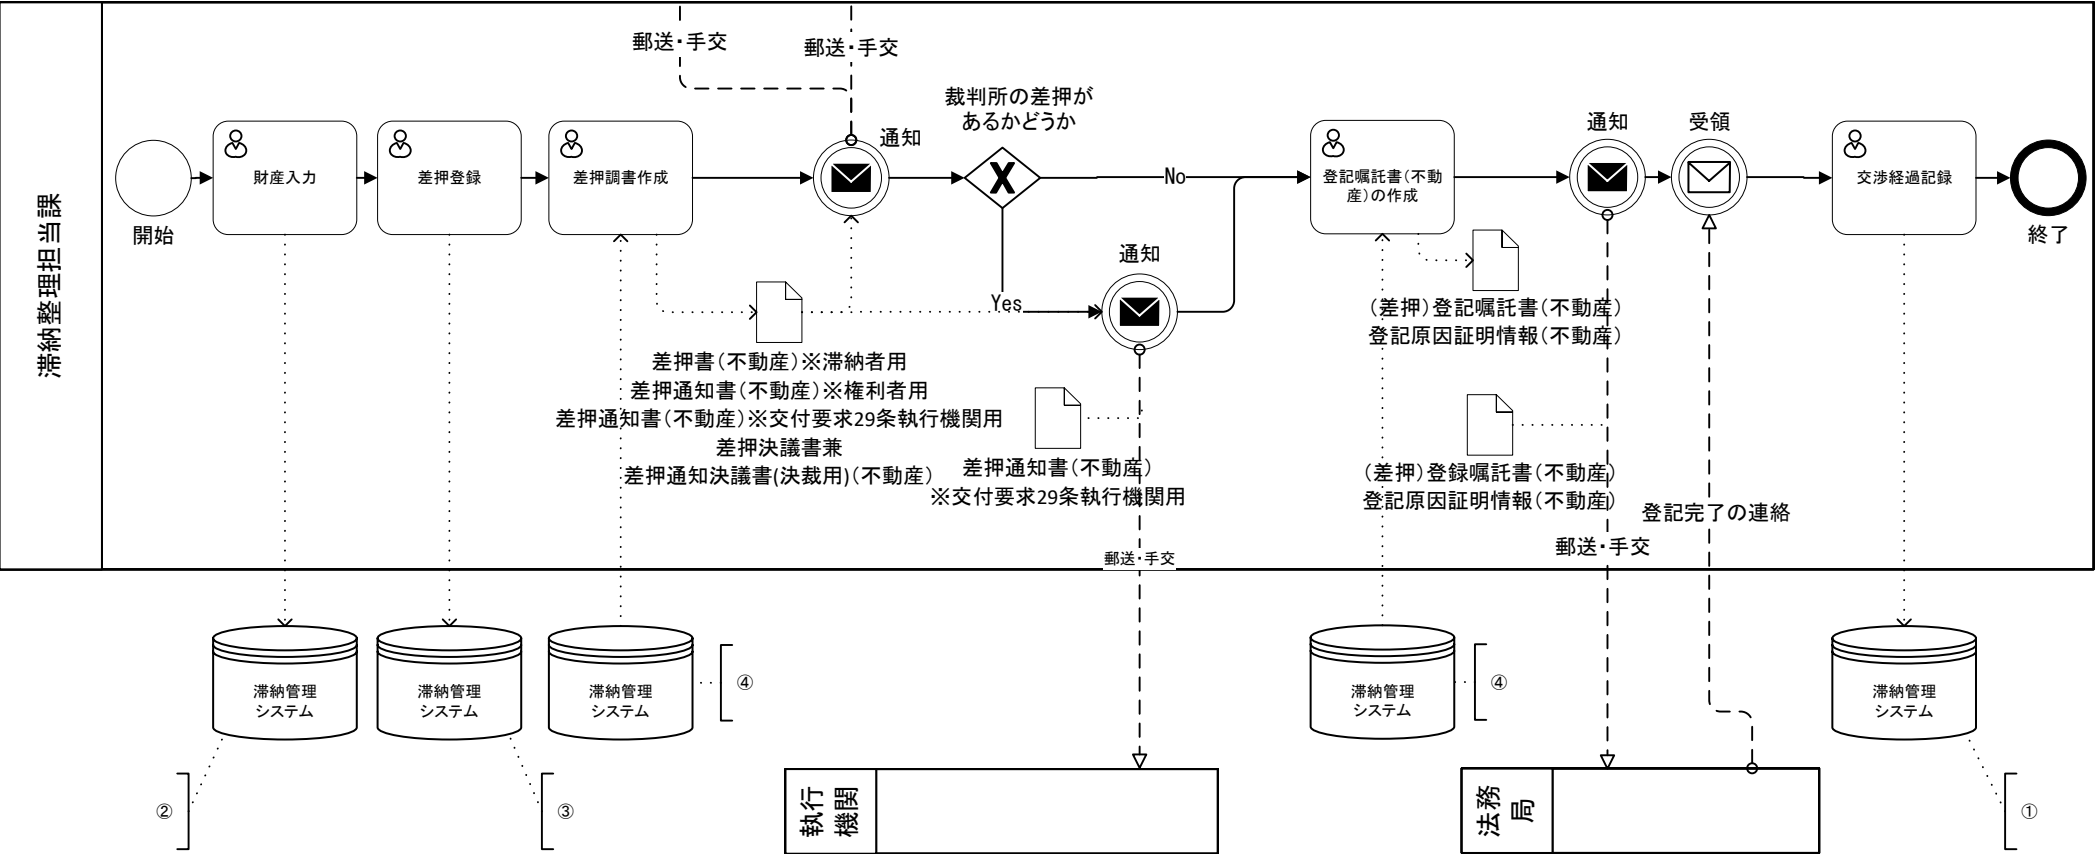 滞納整理担当課
郵送・手交
郵送・手交
裁判所の差押が
あるかどうか
開始
財産入力
差押登録
差押調書作成
通知
No
Yes
通知
登記嘱託書(不動
産)の作成
通知
受領
交渉経過記録
終了
差押書(不動産)※滞納者用
差押通知書(不動産)※権利者用
差押通知書(不動産)※交付要求29条執行機関用
差押決議書兼
差押通知決議書(決裁用)(不動産)
差押通知書(不動産)
※交付要求29条執行機関用
(差押)登記嘱託書(不動産)
登記原因証明情報(不動産)
(差押)登録嘱託書(不動産)
登記原因証明情報(不動産)
登記完了の連絡
郵送・手交
郵送・手交
滞納管理
システム
滞納管理
システム
滞納管理
システム
④
滞納管理
システム
④
滞納管理
システム
②
③
執行
機関
法務
局
①